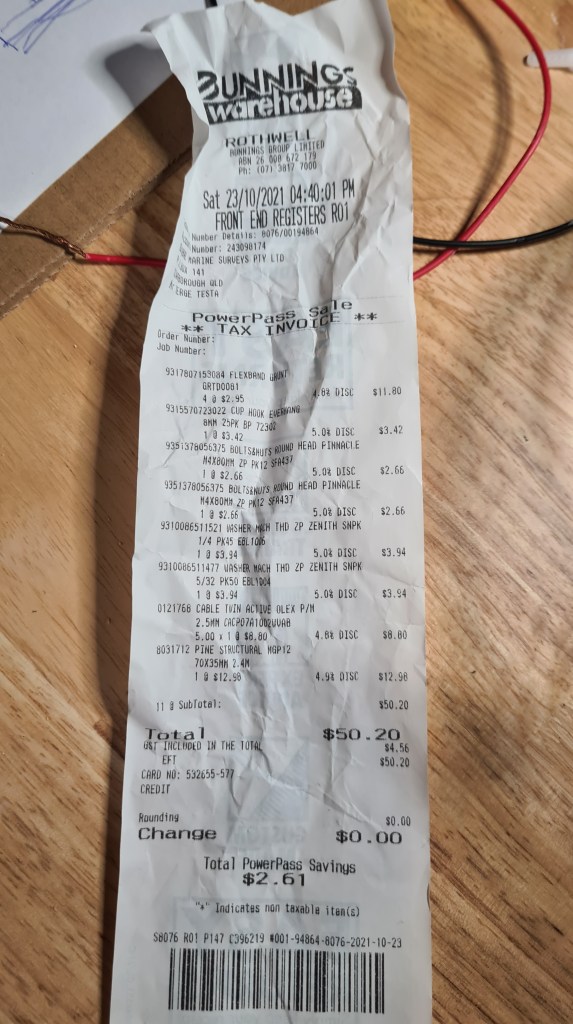 BUNNINGS
warehouse
ROTHWELL
BUNNINGS GROUP LIMITED
ABN 26 008 672 179
Ph: (07) 3817 7000
Sat 23/10/2021 04:40:01 PM
FRONT END REGISTERS R01
Number Details: 8076/00194864
Number: 243098174
MARINE SURVEYS PTY LTD
141
QLD
TESTA
PowerPass Sale
** TAX INVOICE **
Order Number:
Job Number:
9317807153084 FLEXBAND GRUNT
GRTD0081
4 @ $2.95 4.8% DISC $11.80
9315570723022 CUP HOOK EVERHANG
8MM 25PK BP 72302
1 @ $3.42 5.0% DISC $3.42
9351378056375 BOLTS&NUTS ROUND HEAD PINNACLE
M4X80MM ZP PK12 SFA437
1 @ $2.66 5.0% DISC $2.66
9351378056375 BOLTS&NUTS ROUND HEAD PINNACLE
M4X80MM ZP PK12 SFA437
1 @ $2.66 5.0% DISC $2.66
9310086511521 WASHER MACH THD ZP ZENITH SNPK
1/4 PK45 EBL1006
1 @ $3.94 5.0% DISC $3.94
9310086511477 WASHER MACH THD ZP ZENITH SNPK
5/32 PK50 EBL1004
1 @ $3.94 5.0% DISC $3.94
0121768 CABLE TWIN ACTIVE OLEX P/M
2.5MM
5.00 x 1 @ $8.80 4.8% DISC $8.80
8031712 PINE STRUCTURAL MGP12
70X35MM 2.4M
1 @ $12.98 4.9% DISC $12.98
11 @ SubTotal: $50.20
Total $50.20
GST INCLUDED IN THE TOTAL $4.56
EFT $50.20
CARD NO: 532655-577
CREDIT
Rounding $0.00
Change $0.00
Total PowerPass Savings
$2.61
"*" Indicates non taxable item(s)
S8076 R01 P147 C396219 #001-94864-8076-2021-10-23